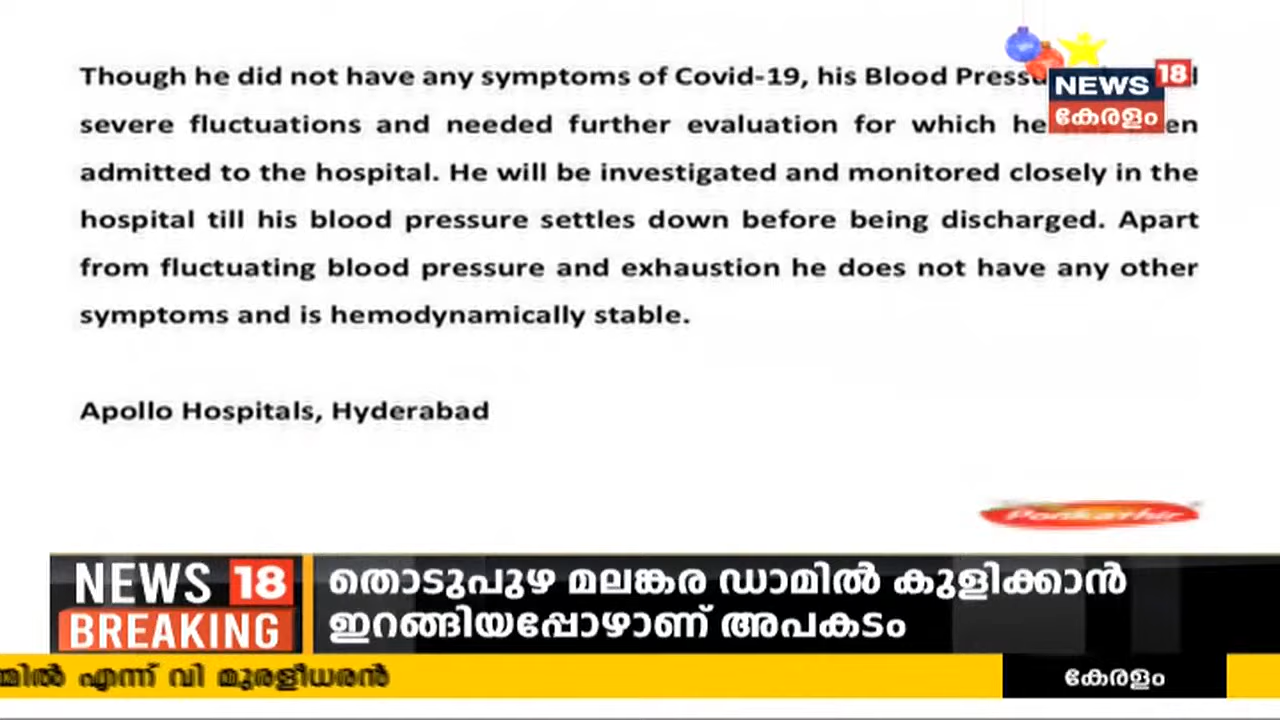 Though he did not have any symptoms of Covid-19, his Blood
severe fluctuations and needed further evaluation for which he
admitted to the hospital. He will be investigated and monitored closely in the
hospital till his blood pressure settles down before being discharged. Apart
from fluctuating blood pressure and exhaustion he does not have any other
symptoms and is hemodynamically stable.
Apollo Hospitals, Hyderabad
NEWS 18
കേരളം
Ponkathir
NEWS 18
BREAKING
തൊടുപുഴ മലങ്കര ഡാമിൽ കുളിക്കാൻ
ഇറങ്ങിയപ്പോഴാണ് അപകടം
എന്ന് വി മുരളീധരൻ
കേരളം